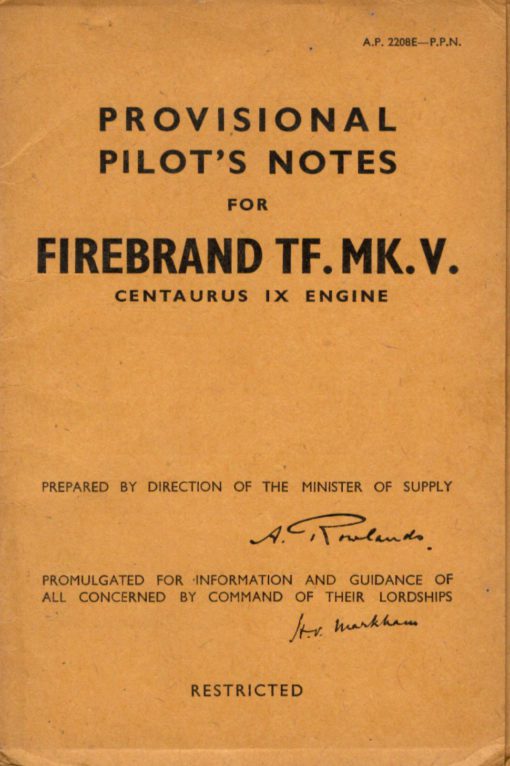 A.P. 2208E—P.P.N.
PROVISIONAL
PILOT'S NOTES
FOR
FIREBRAND TF. MK. V.
CENTAURUS IX ENGINE
PREPARED BY DIRECTION OF THE MINISTER OF SUPPLY
A. Rowlands.
PROMULGATED FOR INFORMATION AND GUIDANCE OF
ALL CONCERNED BY COMMAND OF THEIR LORDSHIPS
H.V. Markham
RESTRICTED